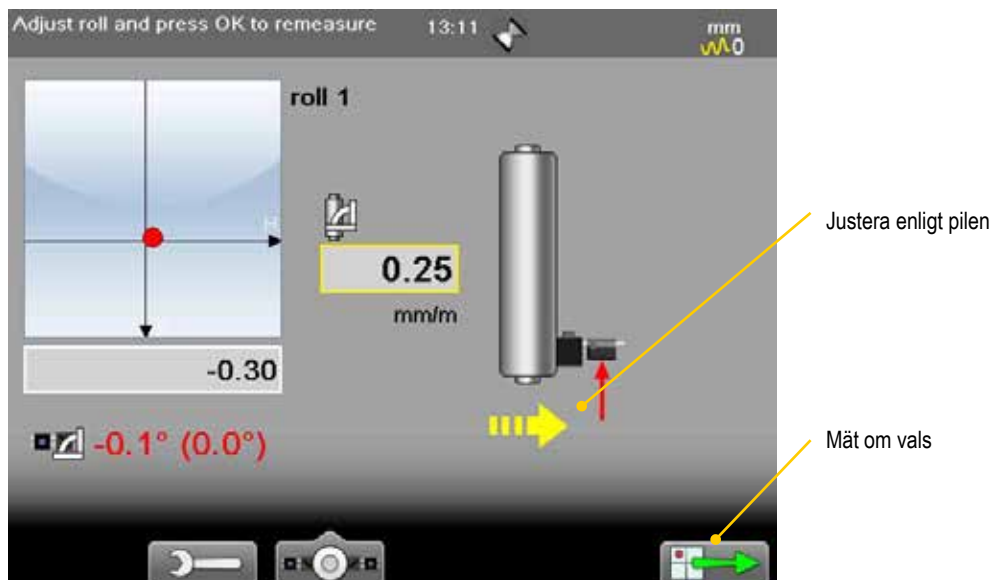 Adjust roll and press OK to remeasure 13:11 mm
0
roll 1
H
0.25
mm/m
-0.30
-0.1° (0.0°)
Justera enligt pilen
Mät om vals